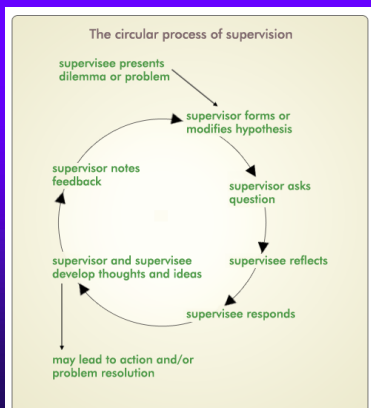 The circular process of supervision
supervisee presents
dilemma or problem
supervisor forms or
modifies hypothesis
supervisor notes
feedback
supervisor asks
question
supervisor and supervisee
develop thoughts and ideas
supervisee reflects
supervisee responds
may lead to action and/or
problem resolution